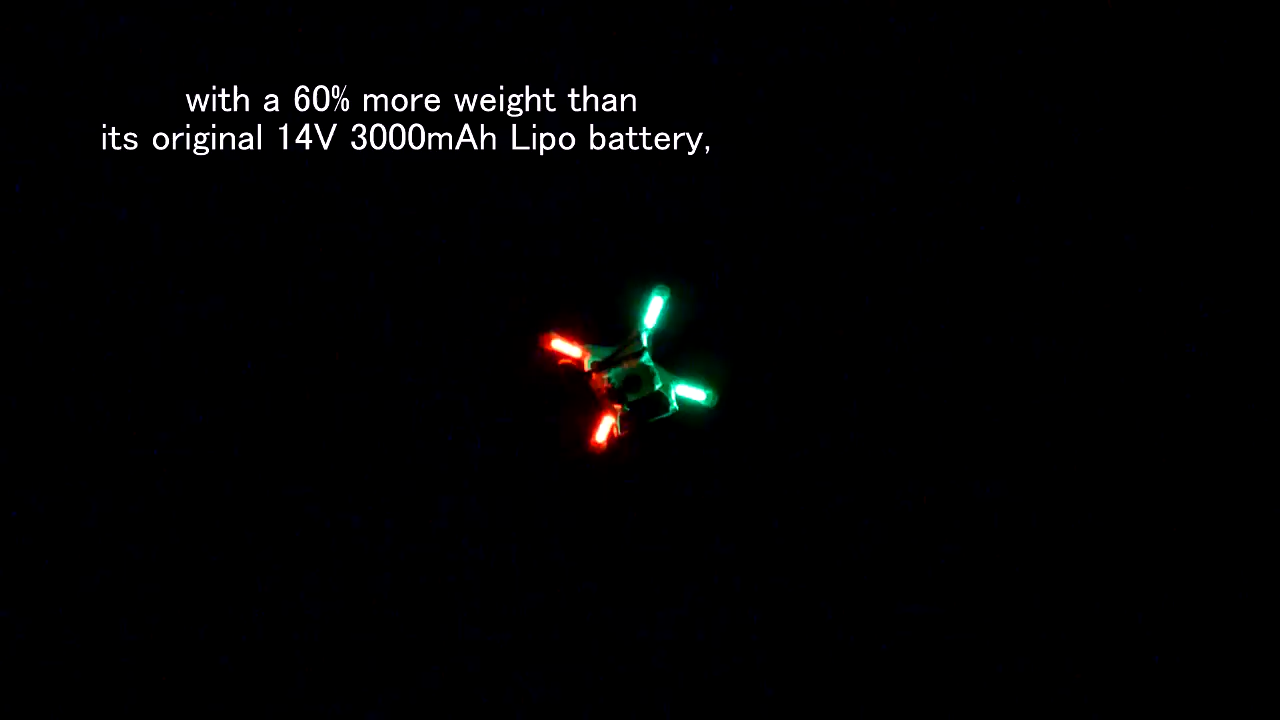 with a 60% more weight than
its original 14V 3000mAh Lipo battery,